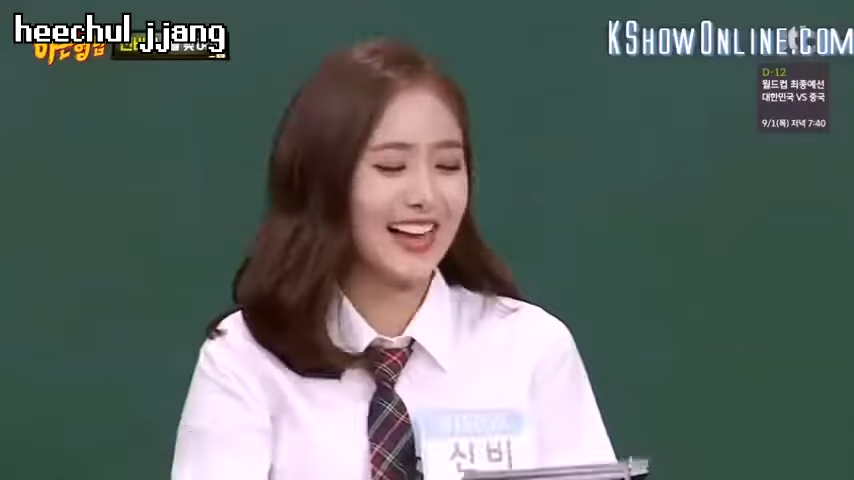 heechul jjang
KSHOWONLINE.COM
D-12
월드컵 최종예선
대한민국 VS 중국
9/1(목) 저녁 7:40
신비